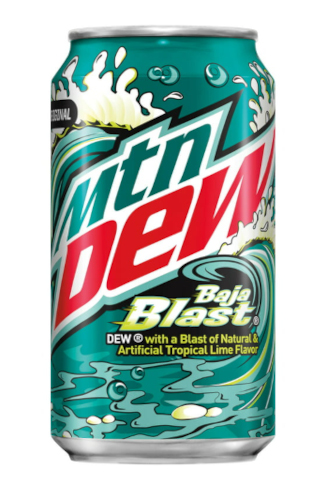 ORIGINAL
Mtn
DEW
Baja
Blast®
DEW® with a Blast of Natural &
Artificial Tropical Lime Flavor